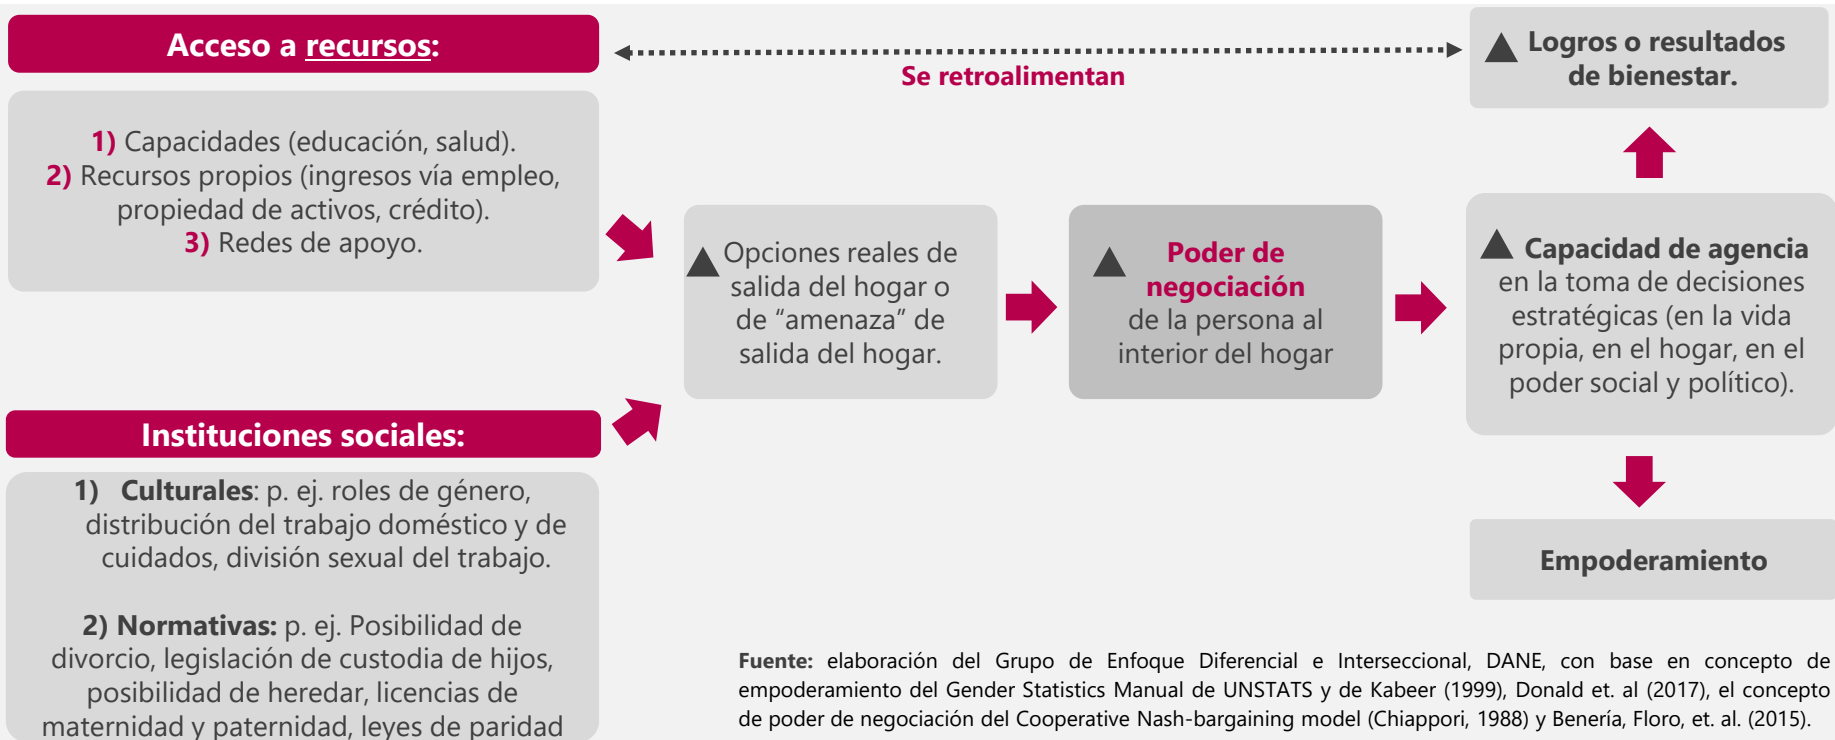 Acceso a recursos:
1) Capacidades (educación, salud).
2) Recursos propios (ingresos vía empleo,
propiedad de activos, crédito).
3) Redes de apoyo.
Instituciones sociales:
1) Culturales: p. ej. roles de género,
distribución del trabajo doméstico y de
cuidados, división sexual del trabajo.
2) Normativas: p. ej. Posibilidad de
divorcio, legislación de custodia de hijos,
posibilidad de heredar, licencias de
maternidad y paternidad, leyes de paridad
Se retroalimentan
Opciones reales de
salida del hogar o
de “amenaza” de
salida del hogar.
Poder de
negociación
de la persona al
interior del hogar
Logros o resultados
de bienestar.
Capacidad de agencia
en la toma de decisiones
estratégicas (en la vida
propia, en el hogar, en el
poder social y político).
Empoderamiento
Fuente: elaboración del Grupo de Enfoque Diferencial e Interseccional, DANE, con base en concepto de
empoderamiento del Gender Statistics Manual de UNSTATS y de Kabeer (1999), Donald et. al (2017), el concepto
de poder de negociación del Cooperative Nash-bargaining model (Chiappori, 1988) y Benería, Floro, et. al. (2015).